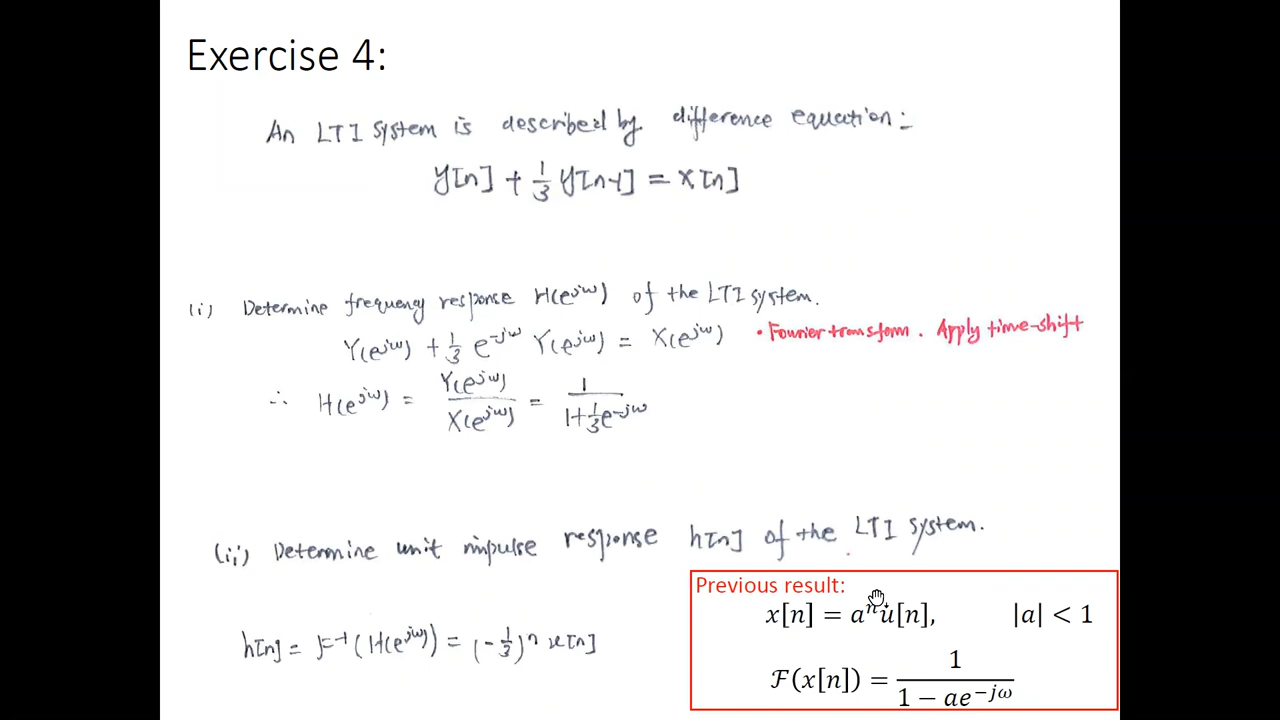 Exercise 4:
An LTI system is described by difference equation:
y[n] + 1/3 y[n-1] = x[n]
(i) Determine frequency response H(e^jω) of the LTI system.
Y(e^jω) + 1/3 e^-jω Y(e^jω) = X(e^jω) • Fourier transform. Apply time-shift
∴ H(e^jω) = Y(e^jω)/X(e^jω) = 1/(1+1/3 e^-jω)
(ii) Determine unit impulse response h[n] of the LTI system.
Previous result:
x[n] = a^n u[n], |a| < 1
h[n] = F^-1(H(e^jω)) = (-1/3)^n u[n]
ℱ(x[n]) = 1/(1 − ae^−jω)